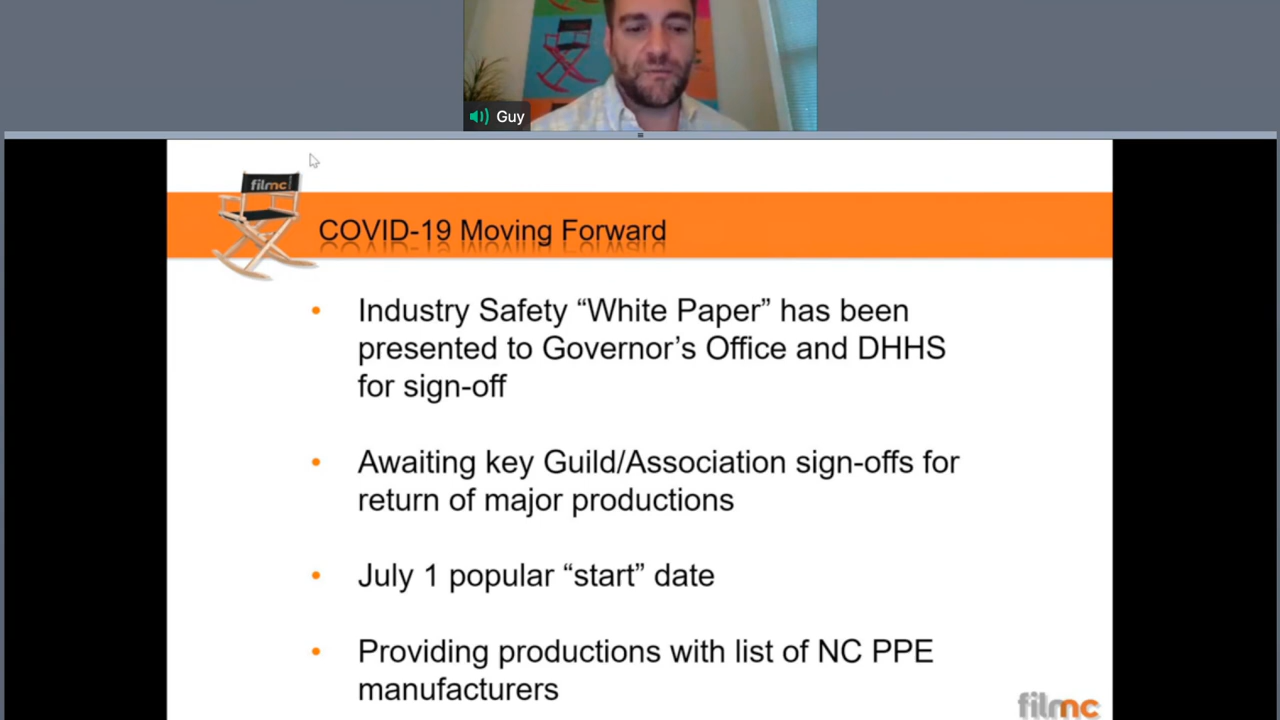 Guy
filmnc
COVID-19 Moving Forward
• Industry Safety “White Paper” has been
presented to Governor’s Office and DHHS
for sign-off
• Awaiting key Guild/Association sign-offs for
return of major productions
• July 1 popular “start” date
• Providing productions with list of NC PPE
manufacturers
filmnc